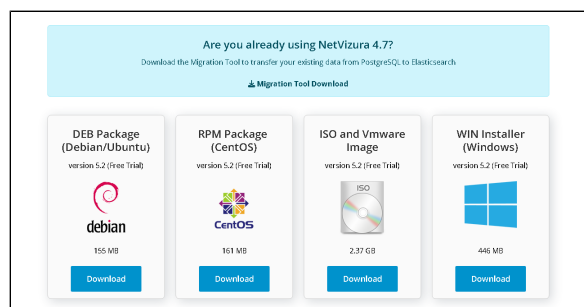 Are you already using NetVizura 4.7?
Download the Migration Tool to transfer your existing data from PostgreSQL to Elasticsearch
Migration Tool Download
DEB Package
(Debian/Ubuntu)
version 5.2 (Free Trial)
debian
155 MB
Download
RPM Package
(CentOS)
version 5.2 (Free Trial)
CentOS
161 MB
Download
ISO and Vmware
Image
version 5.2 (Free Trial)
ISO
2.37 GB
Download
WIN Installer
(Windows)
version 5.2 (Free Trial)
446 MB
Download